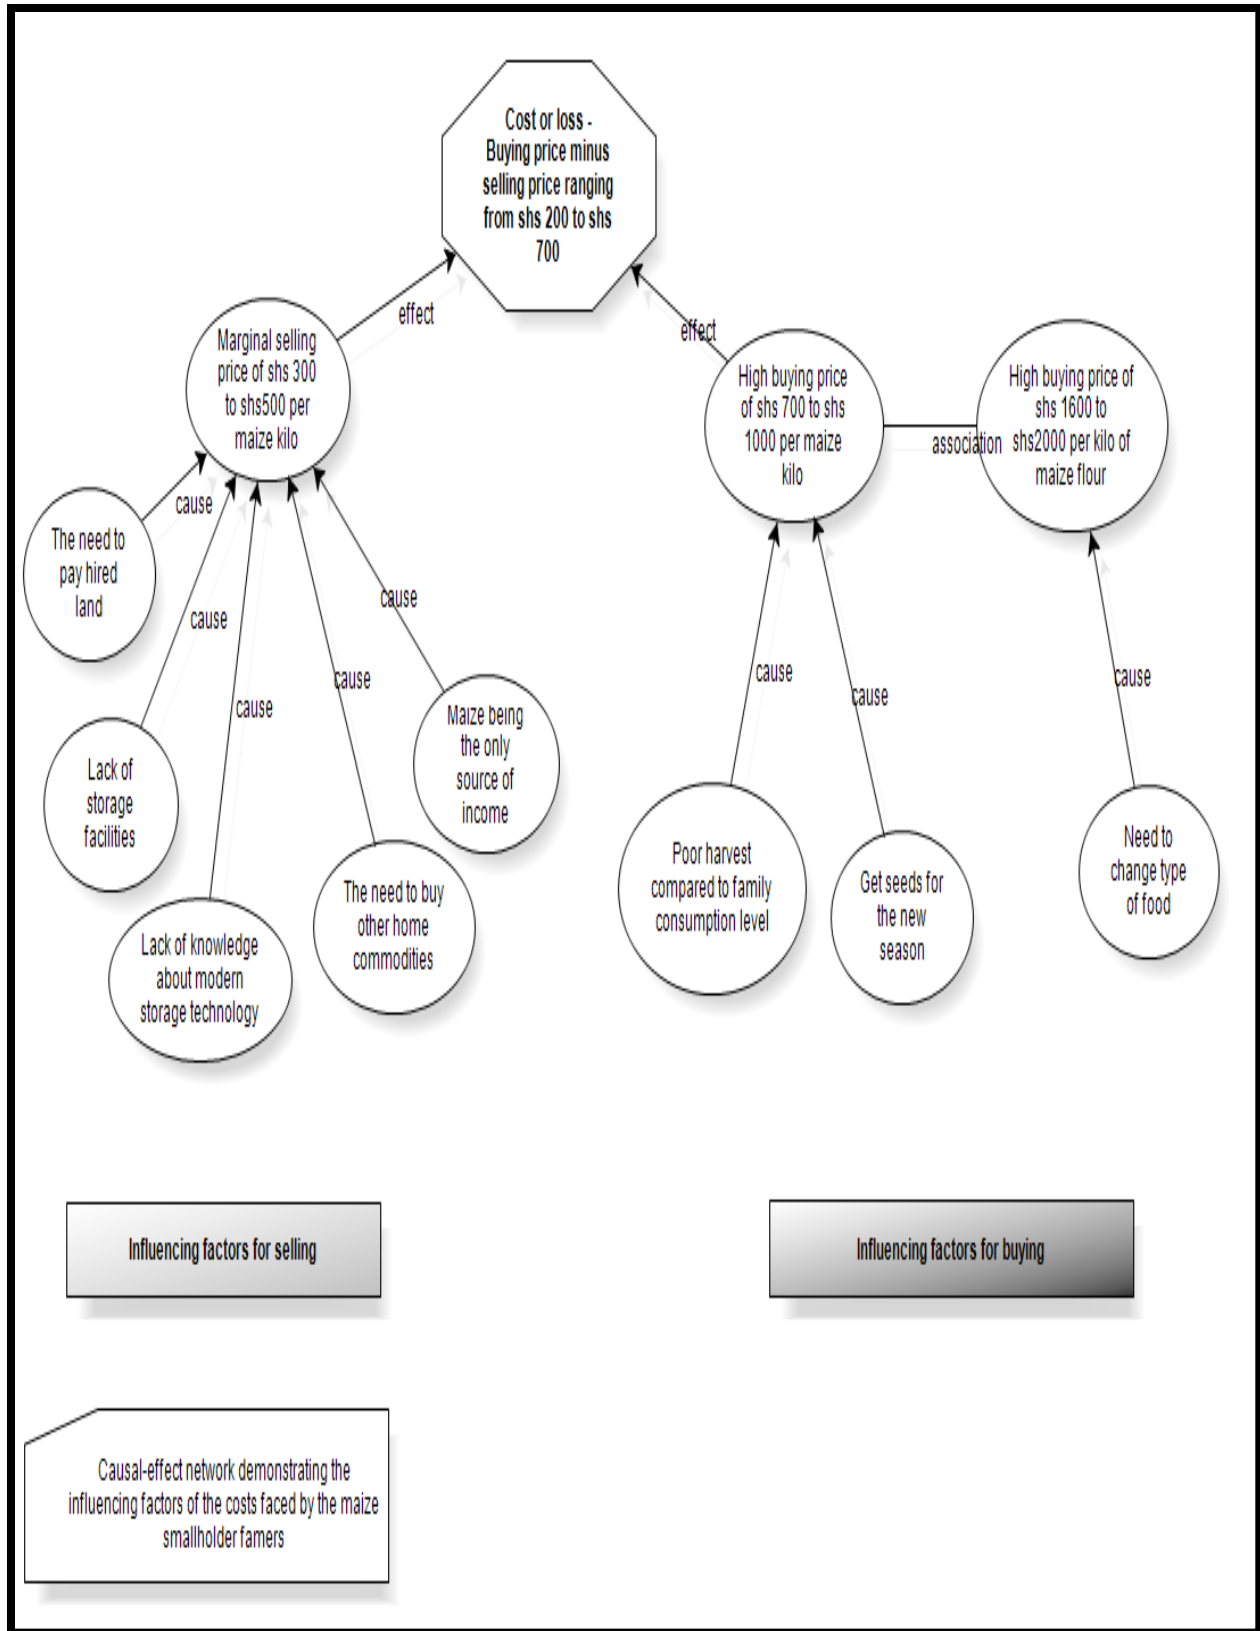 Cost or loss -
Buying price minus
selling price ranging
from shs 200 to shs
700
effect
effect
Marginal selling
price of shs 300
to shs500 per
maize kilo
High buying price
of shs 700 to shs
1000 per maize
kilo
association
High buying price of
shs 1600 to
shs2000 per kilo of
maize flour
cause
cause
cause
cause
cause
cause
cause
cause
The need to
pay hired
land
Lack of
storage
facilities
Lack of knowledge
about modern
storage technology
The need to buy
other home
commodities
Maize being
the only
source of
income
Poor harvest
compared to family
consumption level
Get seeds for
the new
season
Need to
change type
of food
Influencing factors for selling
Influencing factors for buying
Causal-effect network demonstrating the
influencing factors of the costs faced by the maize
smallholder famers